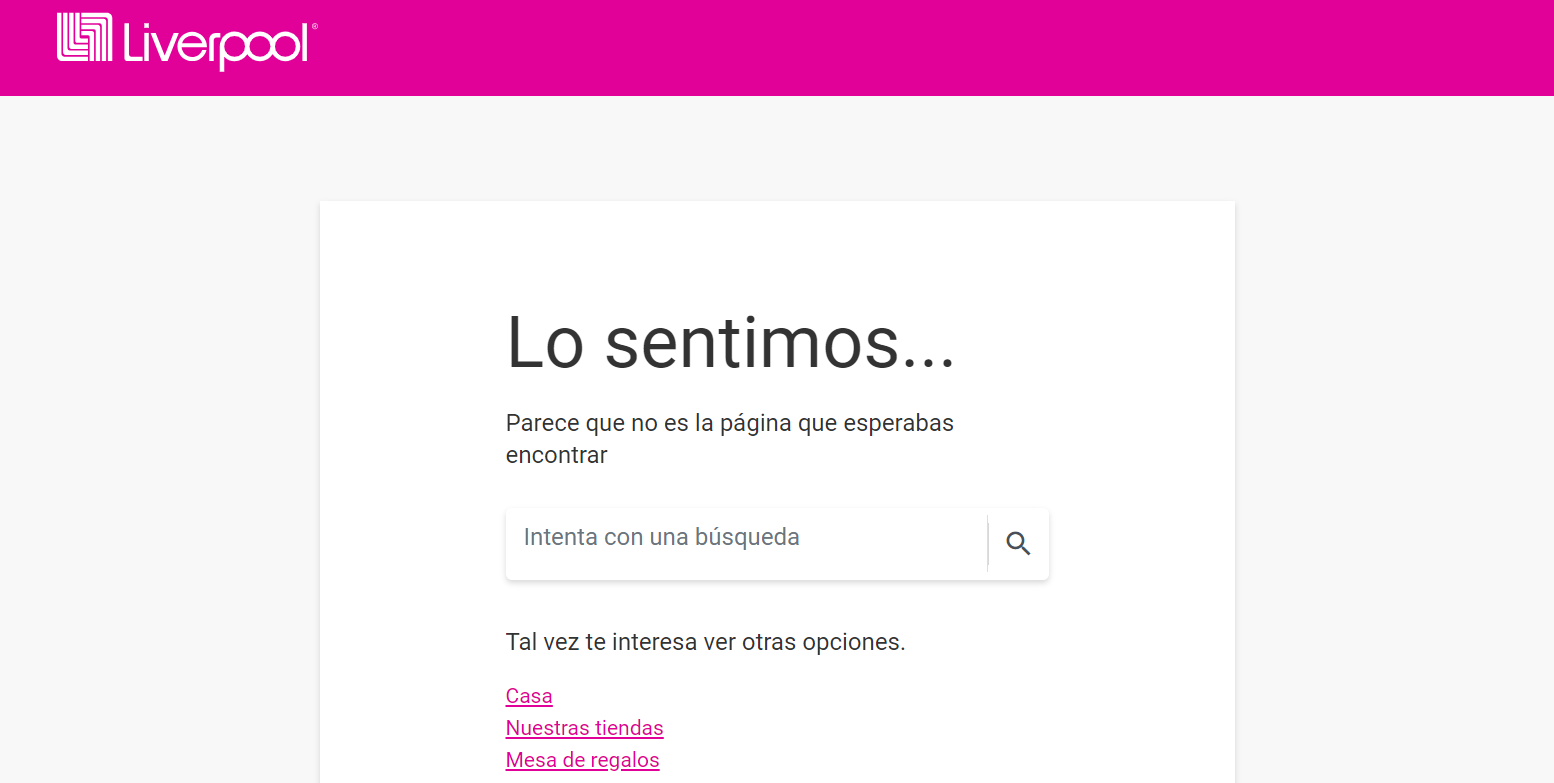 Liverpool®
Lo sentimos...
Parece que no es la página que esperabas
encontrar
Intenta con una búsqueda
Tal vez te interesa ver otras opciones.
Casa
Nuestras tiendas
Mesa de regalos